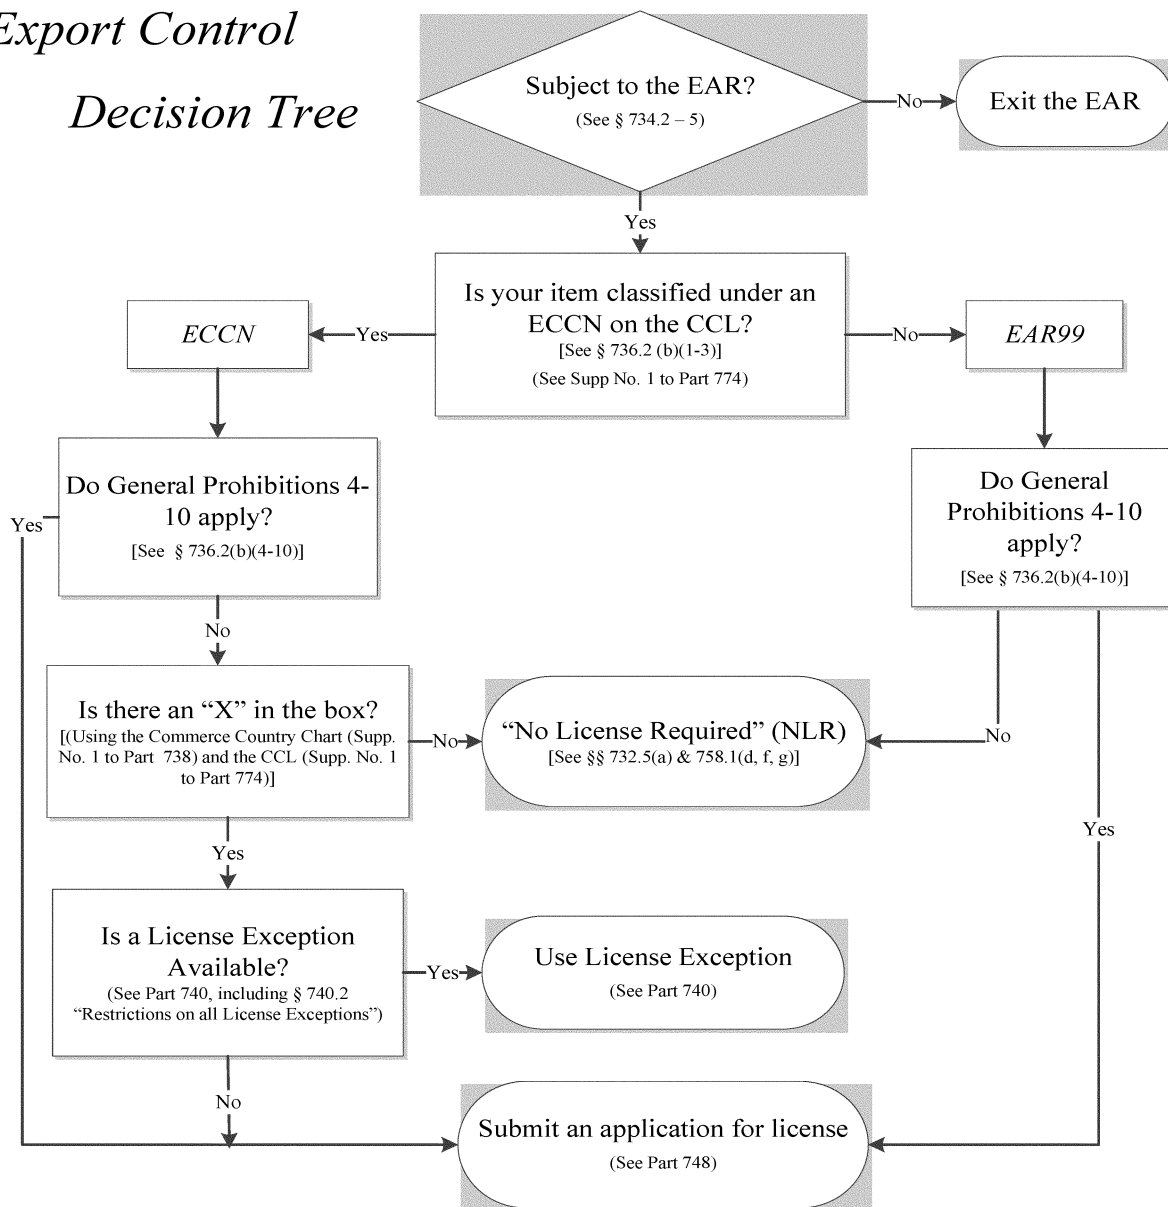 Export Control
Decision Tree
Subject to the EAR?
(See § 734.2 – 5)
No
Exit the EAR
Yes
Is your item classified under an
ECCN on the CCL?
[See § 736.2 (b)(1-3)]
(See Supp No. 1 to Part 774)
Yes
ECCN
No
EAR99
Do General Prohibitions 4-
10 apply?
[See § 736.2(b)(4-10)]
Yes
Do General
Prohibitions 4-10
apply?
[See § 736.2(b)(4-10)]
No
Is there an “X” in the box?
[(Using the Commerce Country Chart (Supp.
No. 1 to Part 738) and the CCL (Supp. No. 1
to Part 774)]
No
“No License Required” (NLR)
[See §§ 732.5(a) & 758.1(d, f, g)]
No
Yes
Yes
Is a License Exception
Available?
(See Part 740, including § 740.2
“Restrictions on all License Exceptions”)
Yes
Use License Exception
(See Part 740)
No
Submit an application for license
(See Part 748)